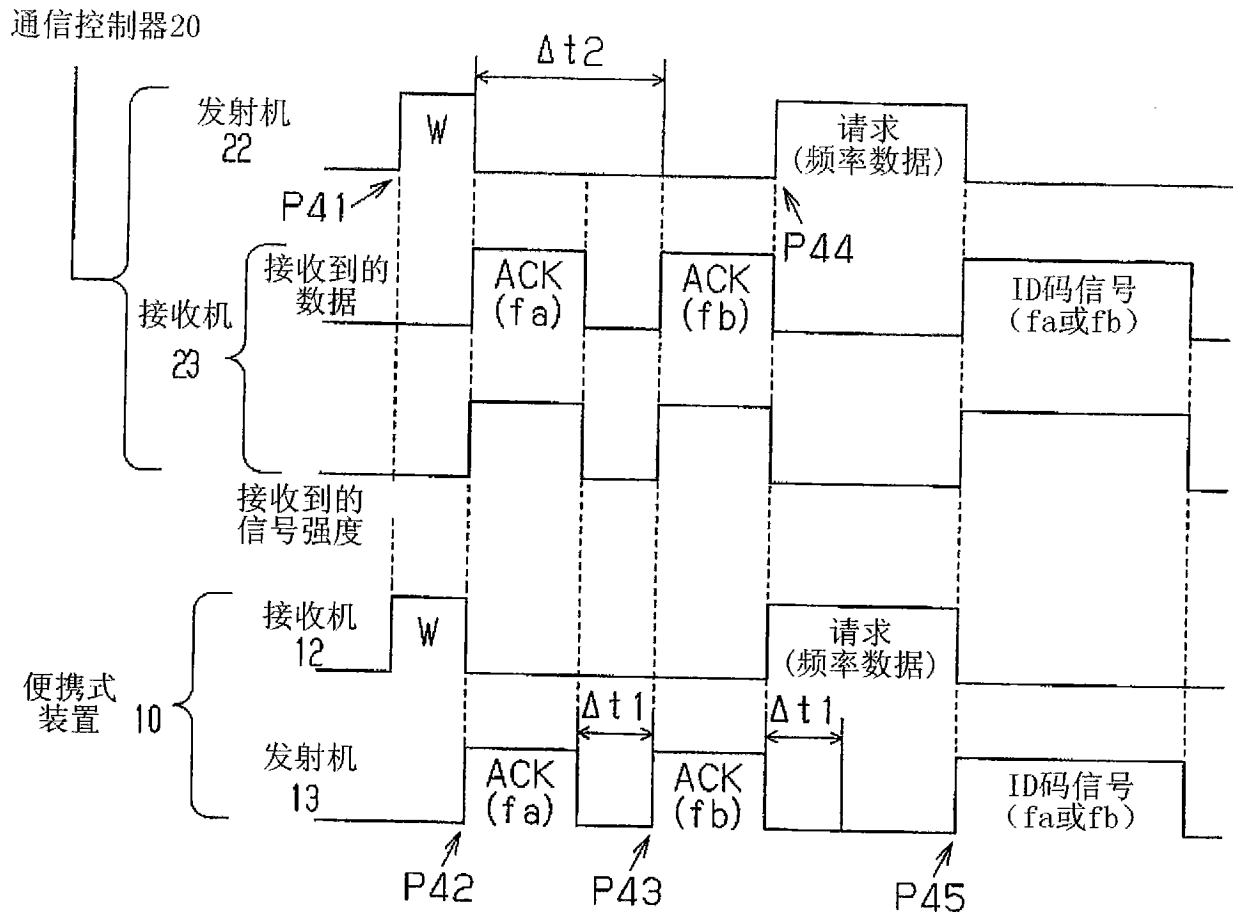 通信控制器20
Δt2
发射机
22
W
请求
(频率数据)
P41
P44
接收到的
数据
ACK
(fa)
ACK
(fb)
ID码信号
(fa或fb)
接收机
23
接收到的
信号强度
接收机
12
W
请求
(频率数据)
便携式
装置 10
Δt1
Δt1
发射机
13
ACK
(fa)
ACK
(fb)
ID码信号
(fa或fb)
P42
P43
P45